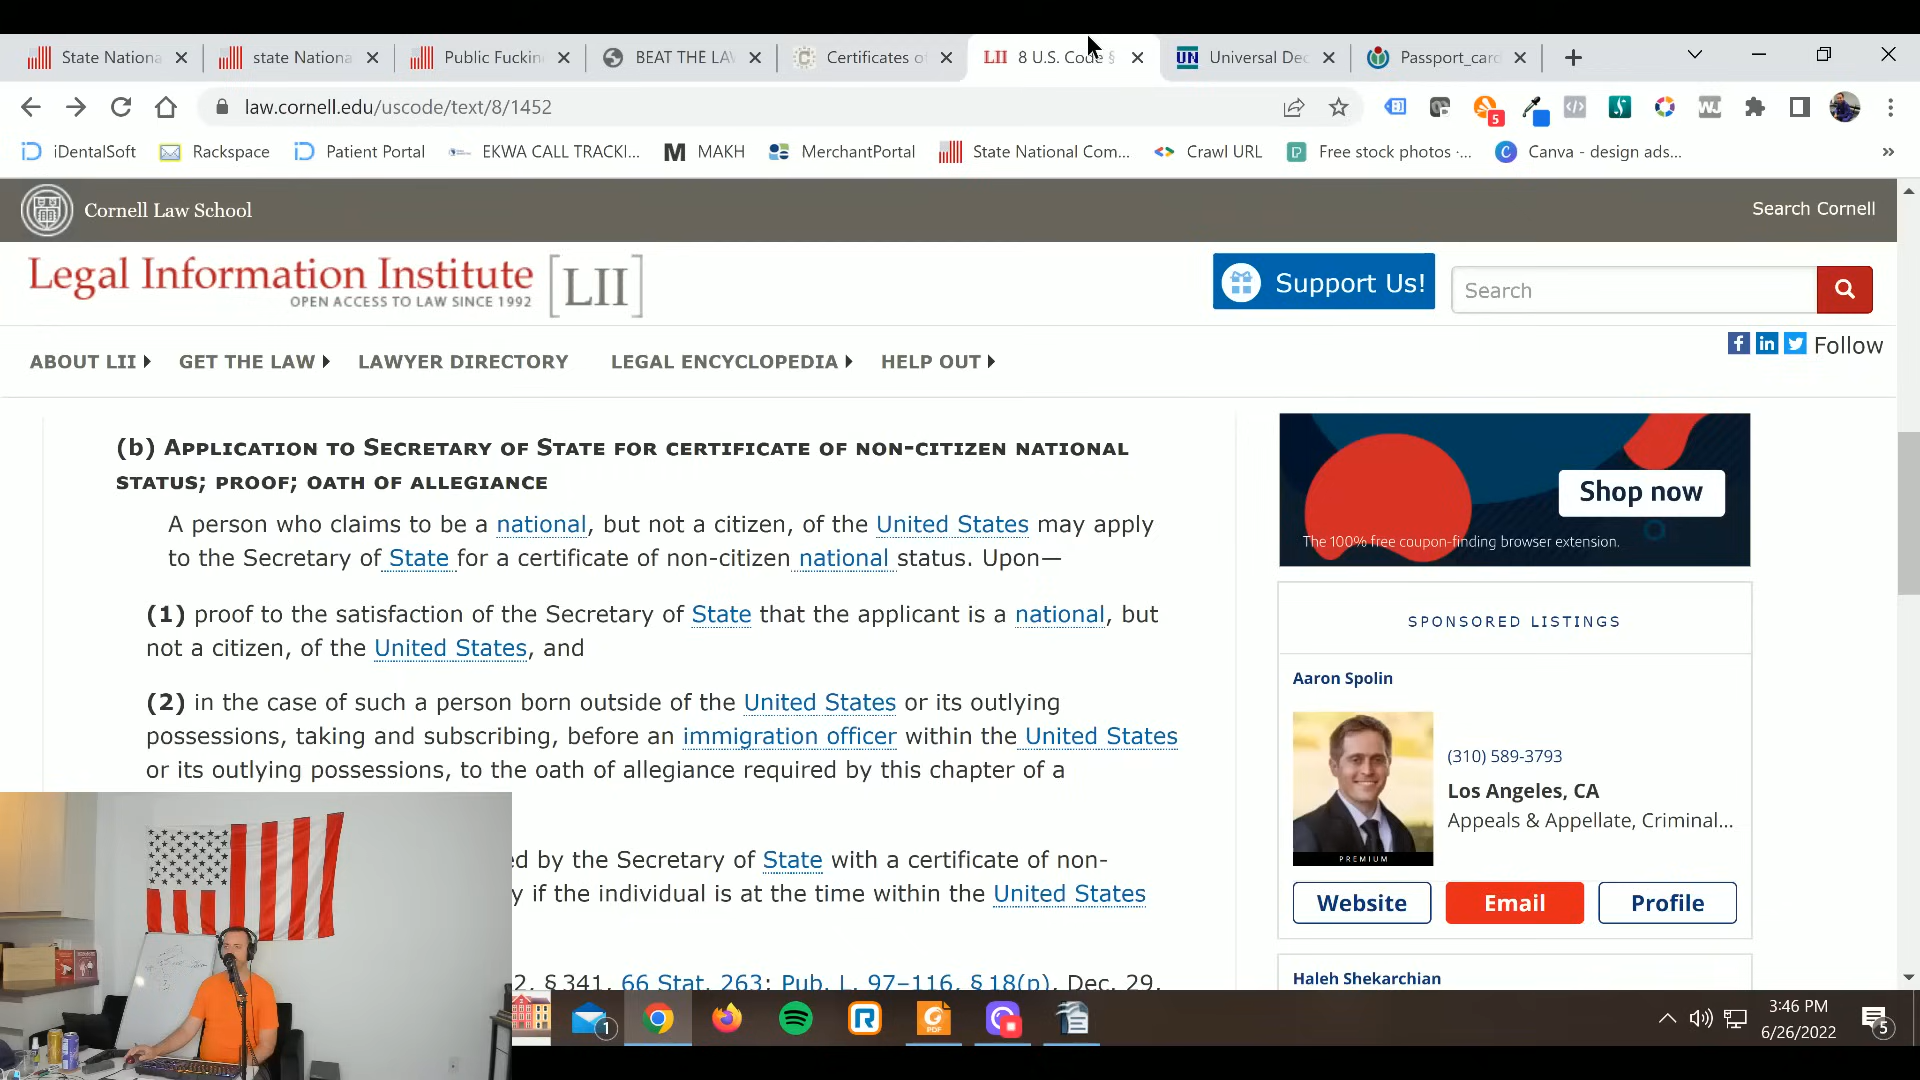 State Nationa
state Nationa
Public Fuckin
BEAT THE LAW
Certificates o
LII 8 U.S. Code §
UN Universal Dec
Passport_card
law.cornell.edu/uscode/text/8/1452
5
iDentalSoft
Rackspace
Patient Portal
EKWA CALL TRACKI...
MAKH
MerchantPortal
State National Com...
Crawl URL
Free stock photos ·...
Canva - design ads...
Cornell Law School
Search Cornell
Legal Information Institute [LII]
OPEN ACCESS TO LAW SINCE 1992
Support Us!
Search
ABOUT LII
GET THE LAW
LAWYER DIRECTORY
LEGAL ENCYCLOPEDIA
HELP OUT
Follow
(b) APPLICATION TO SECRETARY OF STATE FOR CERTIFICATE OF NON-CITIZEN NATIONAL
STATUS; PROOF; OATH OF ALLEGIANCE
A person who claims to be a national, but not a citizen, of the United States may apply
to the Secretary of State for a certificate of non-citizen national status. Upon—
(1) proof to the satisfaction of the Secretary of State that the applicant is a national, but
not a citizen, of the United States, and
(2) in the case of such a person born outside of the United States or its outlying
possessions, taking and subscribing, before an immigration officer within the United States
or its outlying possessions, to the oath of allegiance required by this chapter of a
ed by the Secretary of State with a certificate of non-
y if the individual is at the time within the United States
2, § 341, 66 Stat. 263; Pub. L. 97–116, § 18(p), Dec. 29,
Shop now
The 100% free coupon-finding browser extension.
SPONSORED LISTINGS
Aaron Spolin
(310) 589-3793
Los Angeles, CA
Appeals & Appellate, Criminal...
PREMIUM
Website
Email
Profile
Haleh Shekarchian
1
PDF
3:46 PM
6/26/2022
5